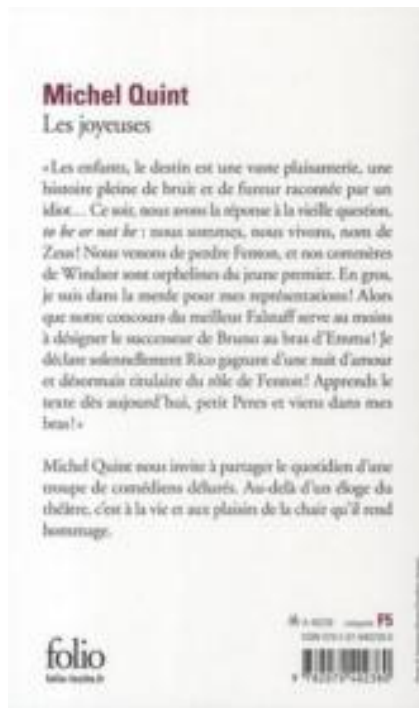 Michel Quint
Les joyeuses
«Les enfants, le destin est une vaste plaisanterie, une
histoire pleine de bruit et de fureur racontée par un
idiot… Ce soir, nous avons la réponse à la vieille question,
to be or not be : nous sommes, nous vivons, nom de
Zeus! Nous venons de perdre Fenton, et nos commères
de Windsor sont orphelines du jeune premier. En gros,
je suis dans la merde pour mes représentations! Alors
que notre concours du meilleur Falstaff serve au moins
à désigner le successeur de Bruno au bras d'Emma! Je
déclare solennellement Rico gagnant d'une nuit d'amour
et désormais titulaire du rôle de Fenton! Apprends le
texte dès aujourd'hui, petit Peres et viens dans mes
bras!»
Michel Quint nous invite à partager le quotidien d'une
troupe de comédiens délurés. Au-delà d'un éloge du
théâtre, c'est à la vie et aux plaisirs de la chair qu'il rend
hommage.
F5
folio